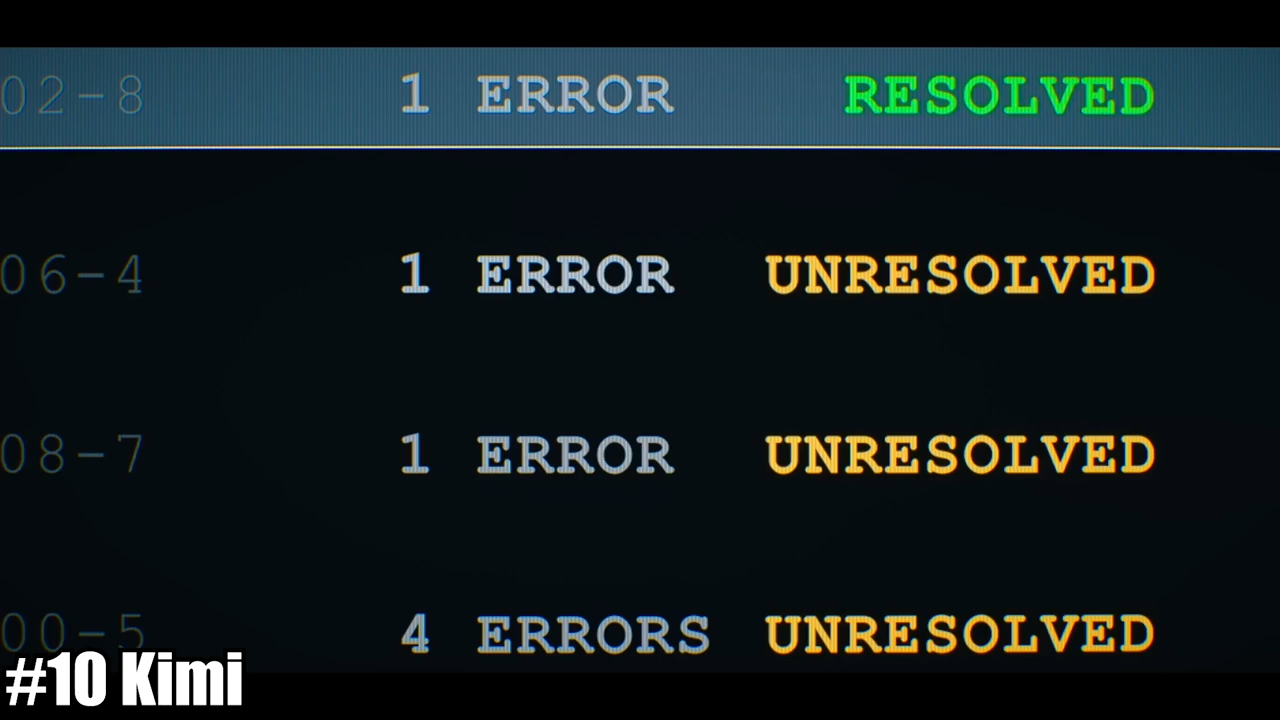 02-8 1 ERROR RESOLVED
06-4 1 ERROR UNRESOLVED
08-7 1 ERROR UNRESOLVED
00-5 4 ERRORS UNRESOLVED
#10 Kimi